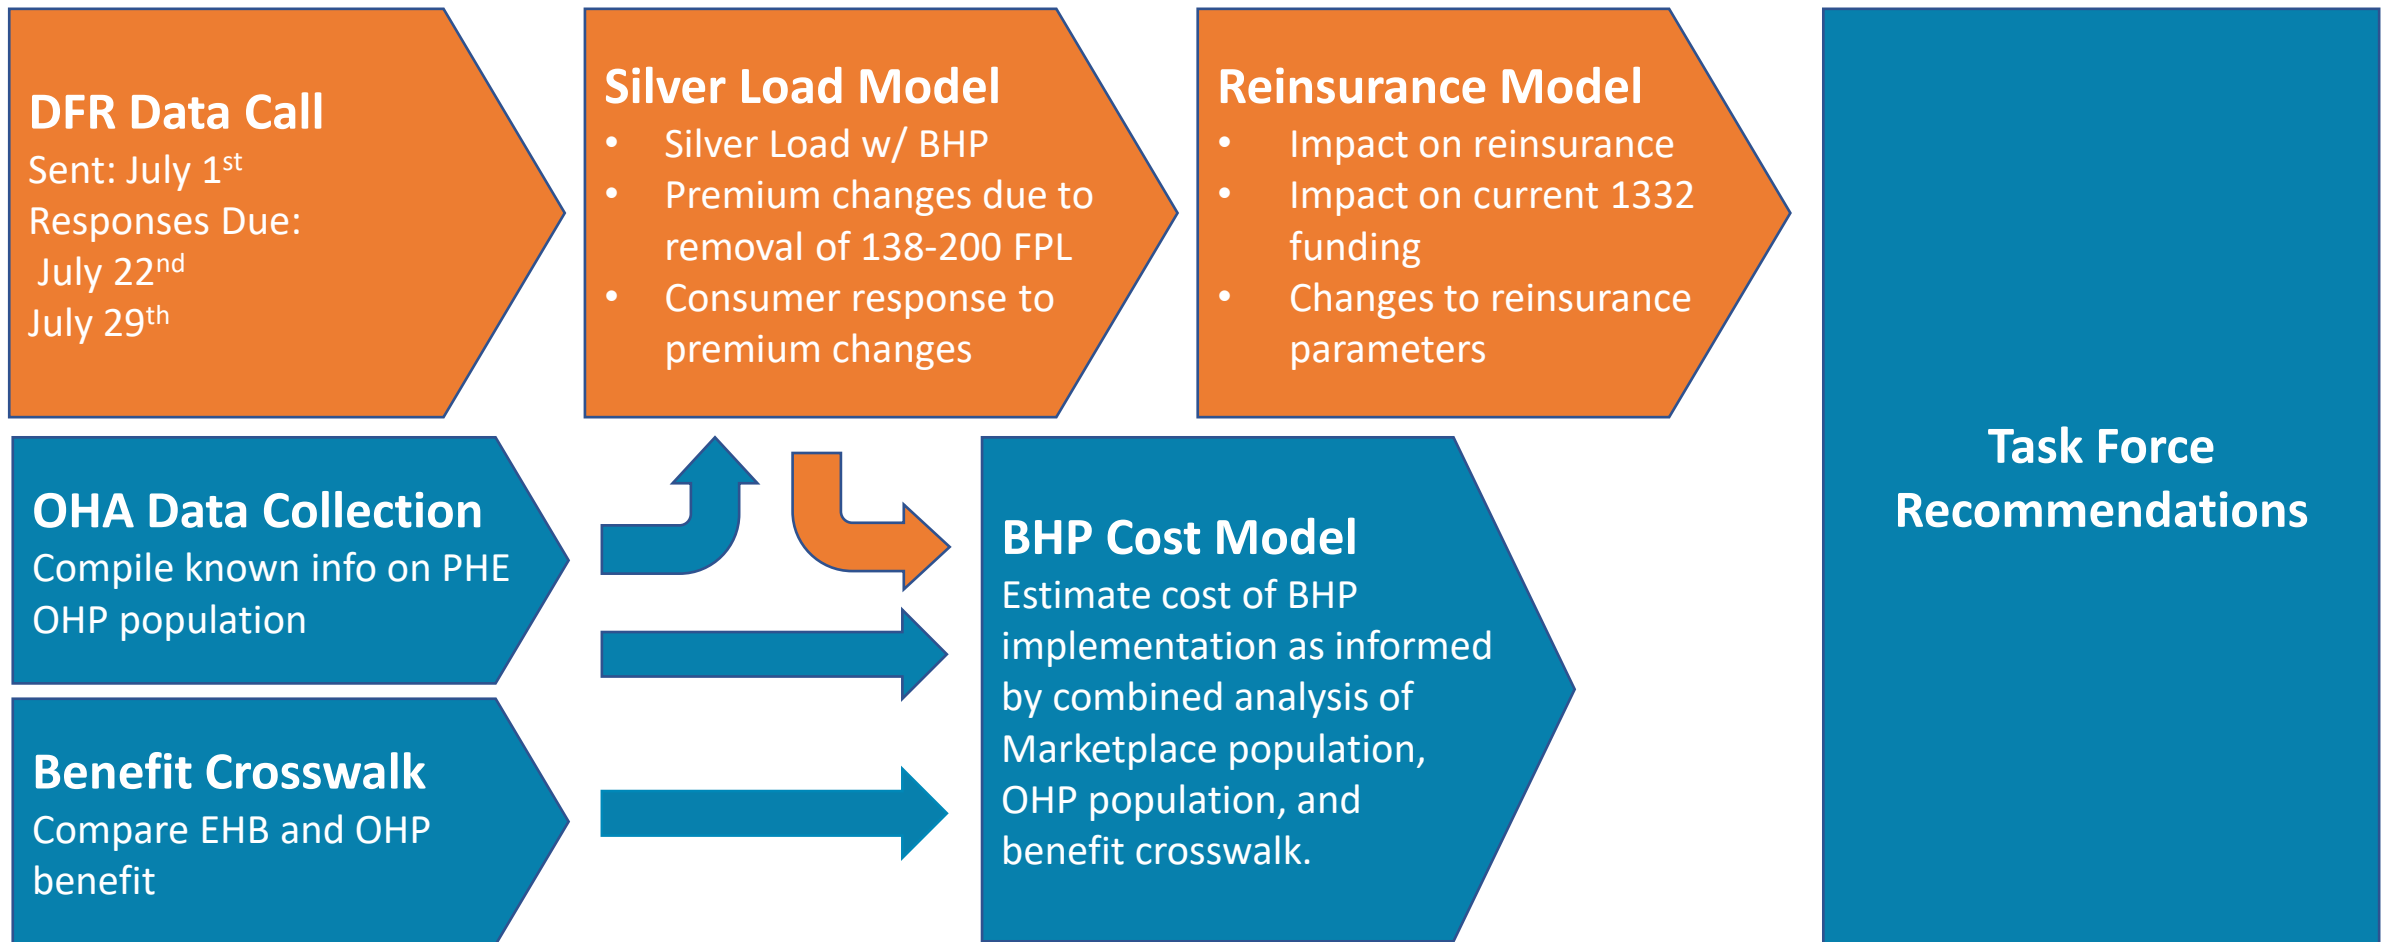 DFR Data Call
Sent: July 1st
Responses Due:
July 22nd
July 29th
Silver Load Model
• Silver Load w/ BHP
• Premium changes due to
removal of 138-200 FPL
• Consumer response to
premium changes
Reinsurance Model
• Impact on reinsurance
• Impact on current 1332
funding
• Changes to reinsurance
parameters
OHA Data Collection
Compile known info on PHE
OHP population
Benefit Crosswalk
Compare EHB and OHP
benefit
BHP Cost Model
Estimate cost of BHP
implementation as informed
by combined analysis of
Marketplace population,
OHP population, and
benefit crosswalk.
Task Force
Recommendations